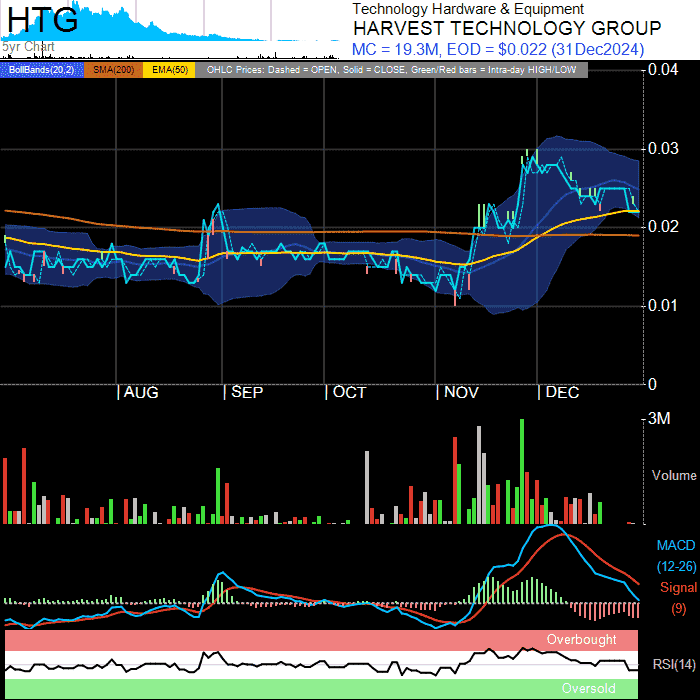 HTG
5yr Chart
Technology Hardware & Equipment
HARVEST TECHNOLOGY GROUP
MC = 19.3M, EOD = $0.022 (31Dec2024)
BollBands(20,2) SMA(200) EMA(50) OHLC Prices: Dashed = OPEN, Solid = CLOSE, Green/Red bars = Intra-day HIGH/LOW
0.04
0.03
0.02
0.01
0
AUG SEP OCT NOV DEC
3M
Volume
MACD
(12-26)
Signal
(9)
Overbought
RSI(14)
Oversold